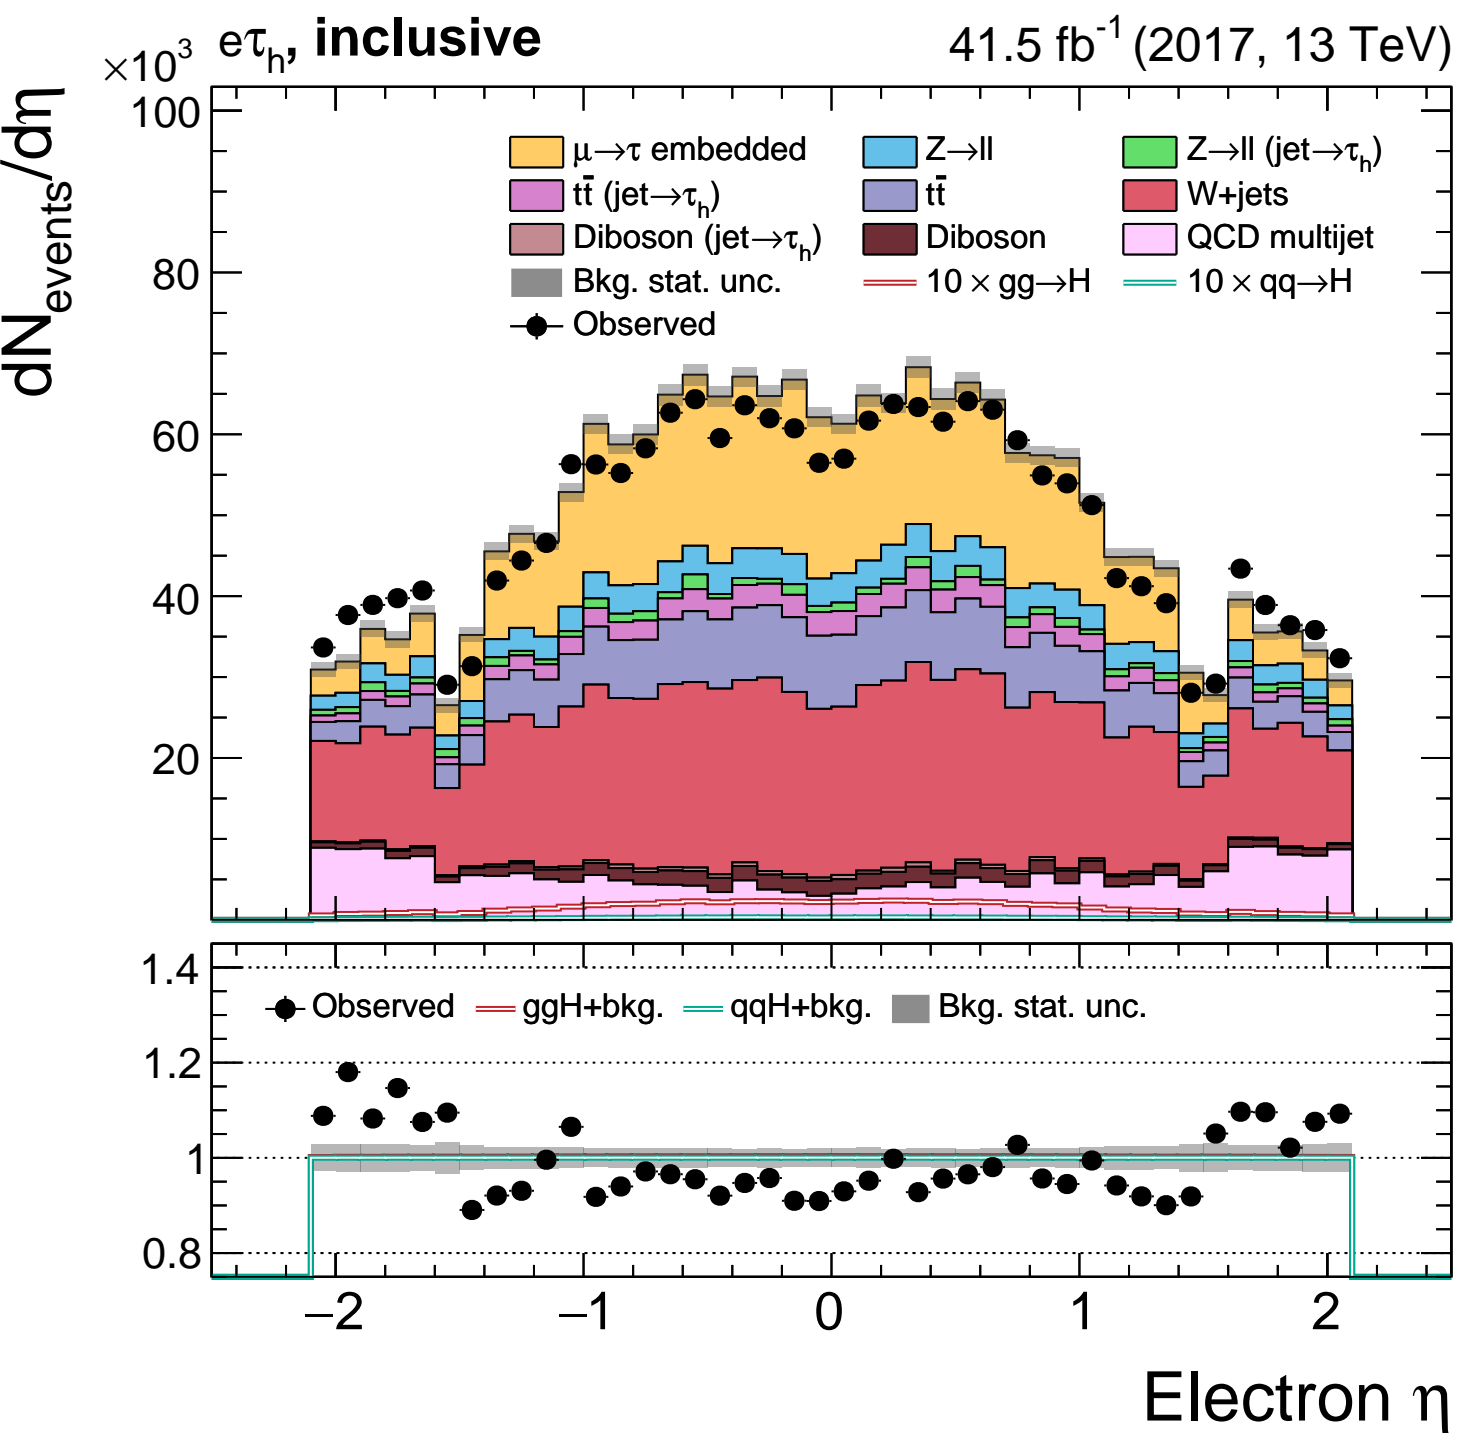 ×10³ eτₕ, inclusive 41.5 fb⁻¹ (2017, 13 TeV)
dN_events/dη
100
80
60
40
20
μ→τ embedded Z→ll Z→ll (jet→τₕ)
tt̄ (jet→τₕ) tt̄ W+jets
Diboson (jet→τₕ) Diboson QCD multijet
Bkg. stat. unc. 10 × gg→H 10 × qq→H
Observed
1.4
1.2
1
0.8
Observed ggH+bkg. qqH+bkg. Bkg. stat. unc.
−2 −1 0 1 2
Electron η